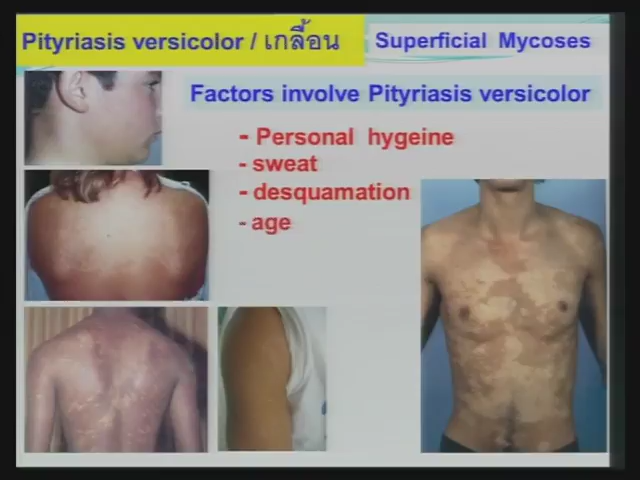 Pityriasis versicolor / เกลื้อน
Superficial Mycoses
Factors involve Pityriasis versicolor
- Personal hygeine
- sweat
- desquamation
- age